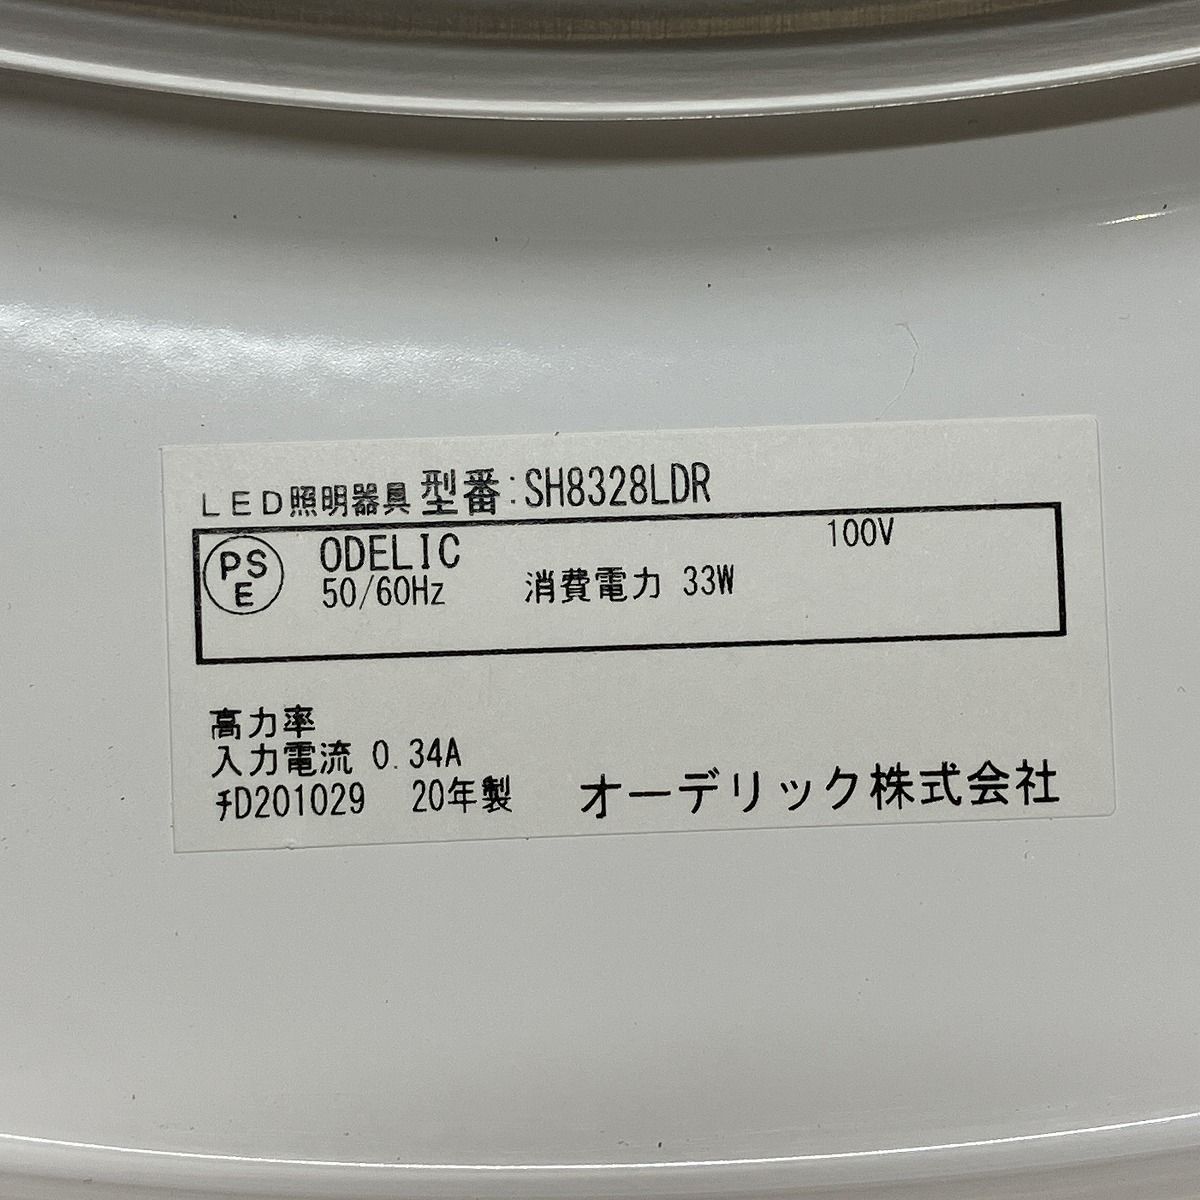 LED照明器具 型番:SH8328LDR
PSE ODELIC 100V
50/60Hz 消費電力 33W
高力率
入力電流 0.34A
ﾁD201029 20年製 オーデリック株式会社